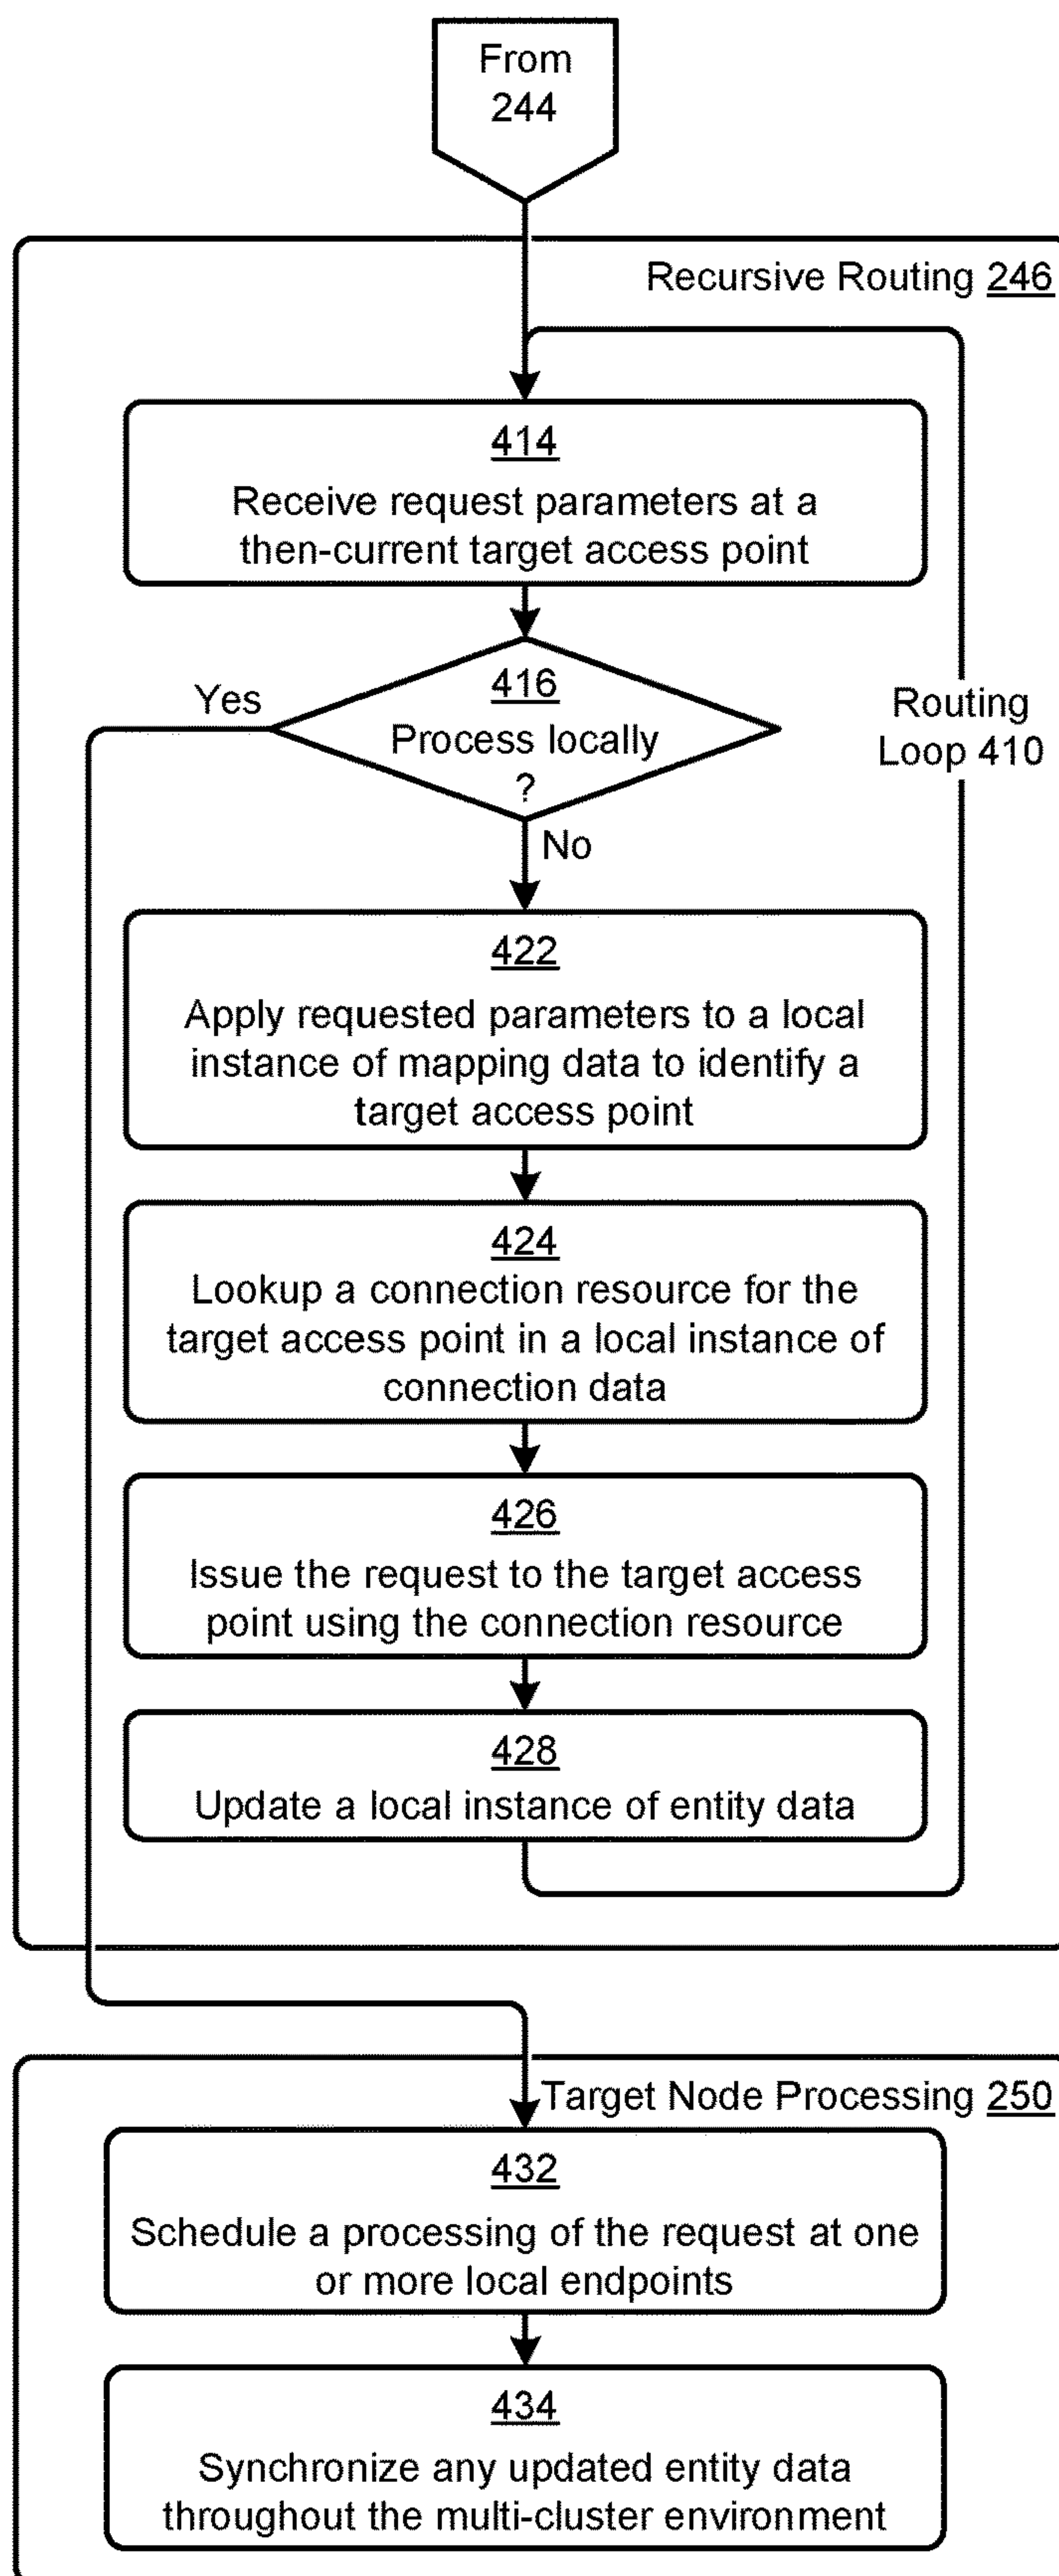 From
244
Recursive Routing 246
414
Receive request parameters at a
then-current target access point
Yes
416
Process locally
?
Routing
Loop 410
No
422
Apply requested parameters to a local
instance of mapping data to identify a
target access point
424
Lookup a connection resource for the
target access point in a local instance of
connection data
426
Issue the request to the target access
point using the connection resource
428
Update a local instance of entity data
Target Node Processing 250
432
Schedule a processing of the request at one
or more local endpoints
434
Synchronize any updated entity data
throughout the multi-cluster environment